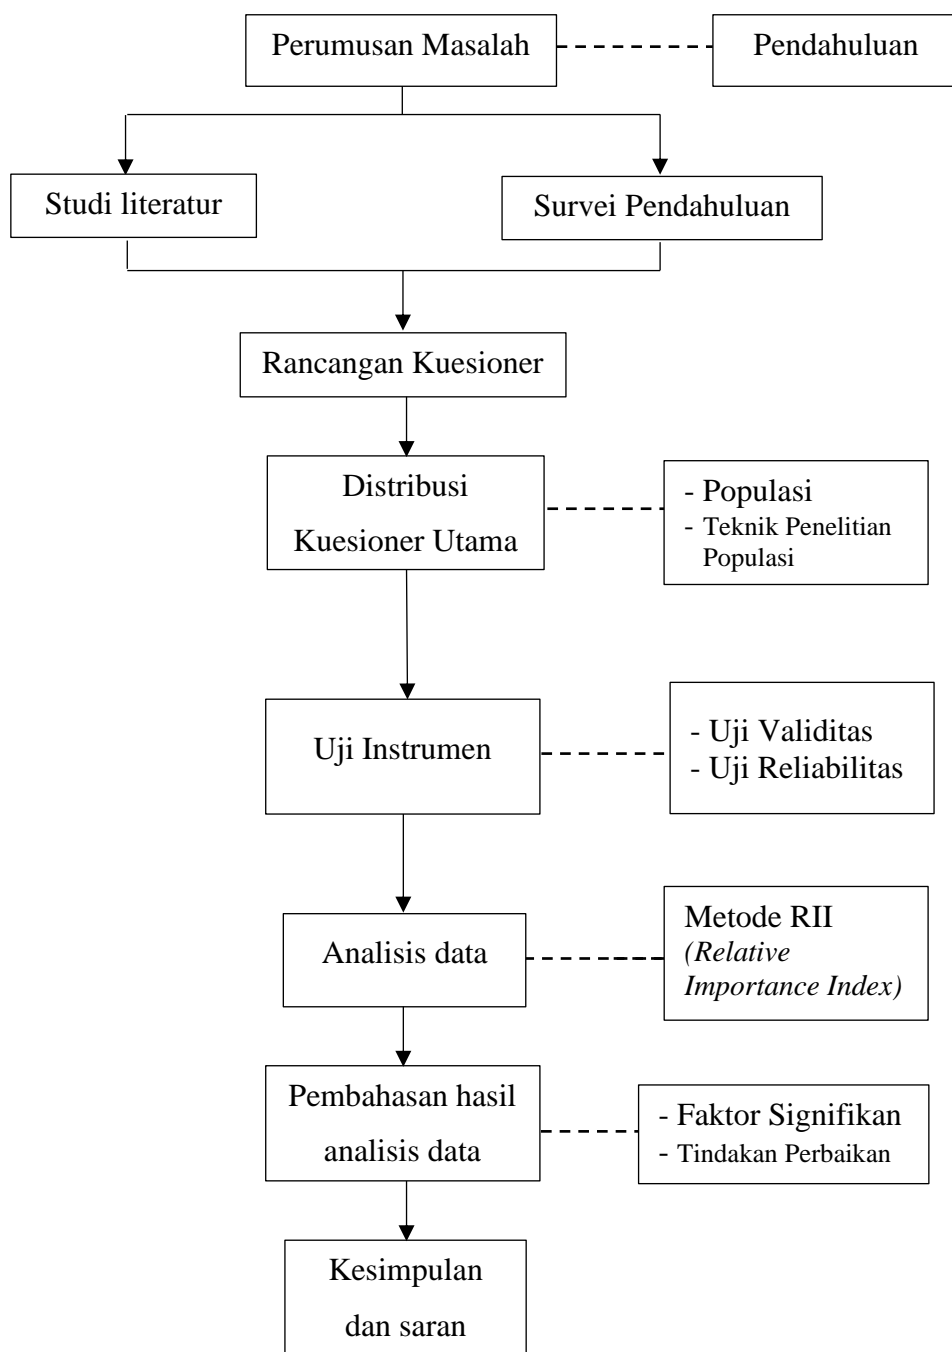 Perumusan Masalah
Pendahuluan
Studi literatur
Survei Pendahuluan
Rancangan Kuesioner
Distribusi
Kuesioner Utama
- Populasi
- Teknik Penelitian
Populasi
Uji Instrumen
- Uji Validitas
- Uji Reliabilitas
Analisis data
Metode RII
(Relative
Importance Index)
Pembahasan hasil
analisis data
- Faktor Signifikan
- Tindakan Perbaikan
Kesimpulan
dan saran